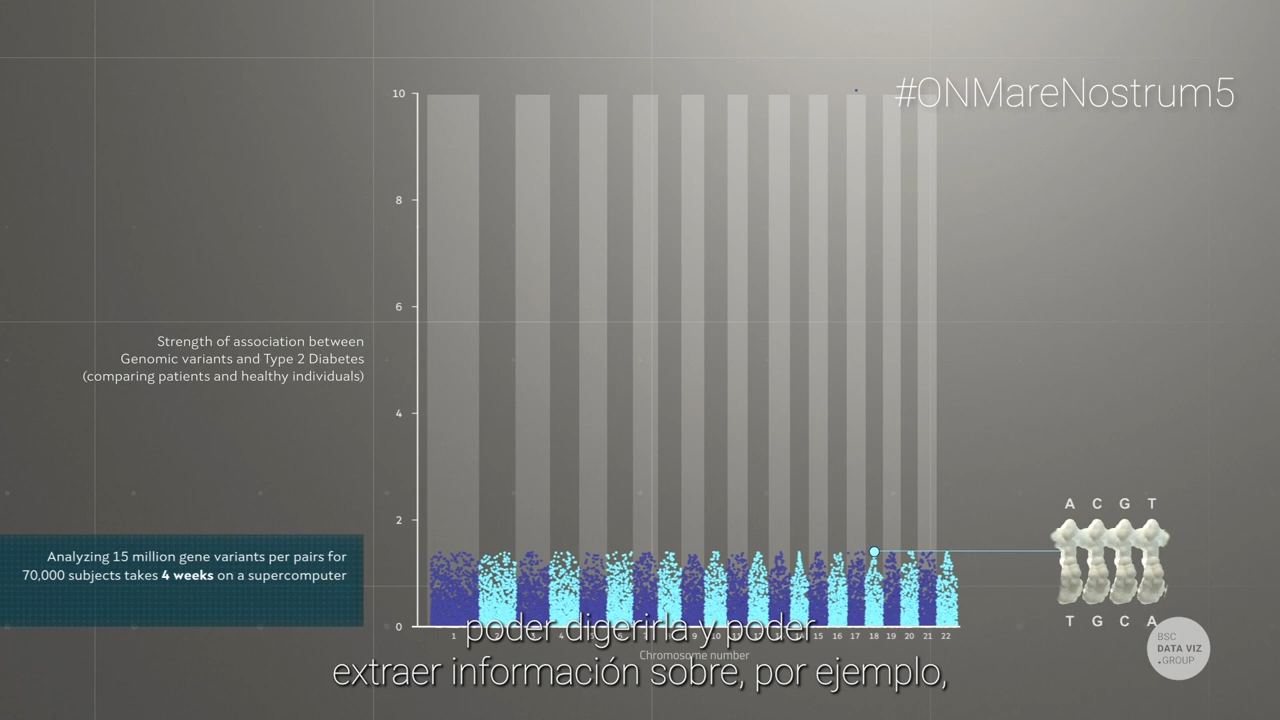 #ONMareNostrum5
10
8
6
4
2
0
Strength of association between
Genomic variants and Type 2 Diabetes
(comparing patients and healthy individuals)
Analyzing 15 million gene variants per pairs for
70,000 subjects takes 4 weeks on a supercomputer
A C G T
T G C A
1 4 9 15 16 17 18 19 20 21 22
Chromosome number
poder digerirla y poder
extraer información sobre, por ejemplo,
BSC
DATA VIZ
.GROUP